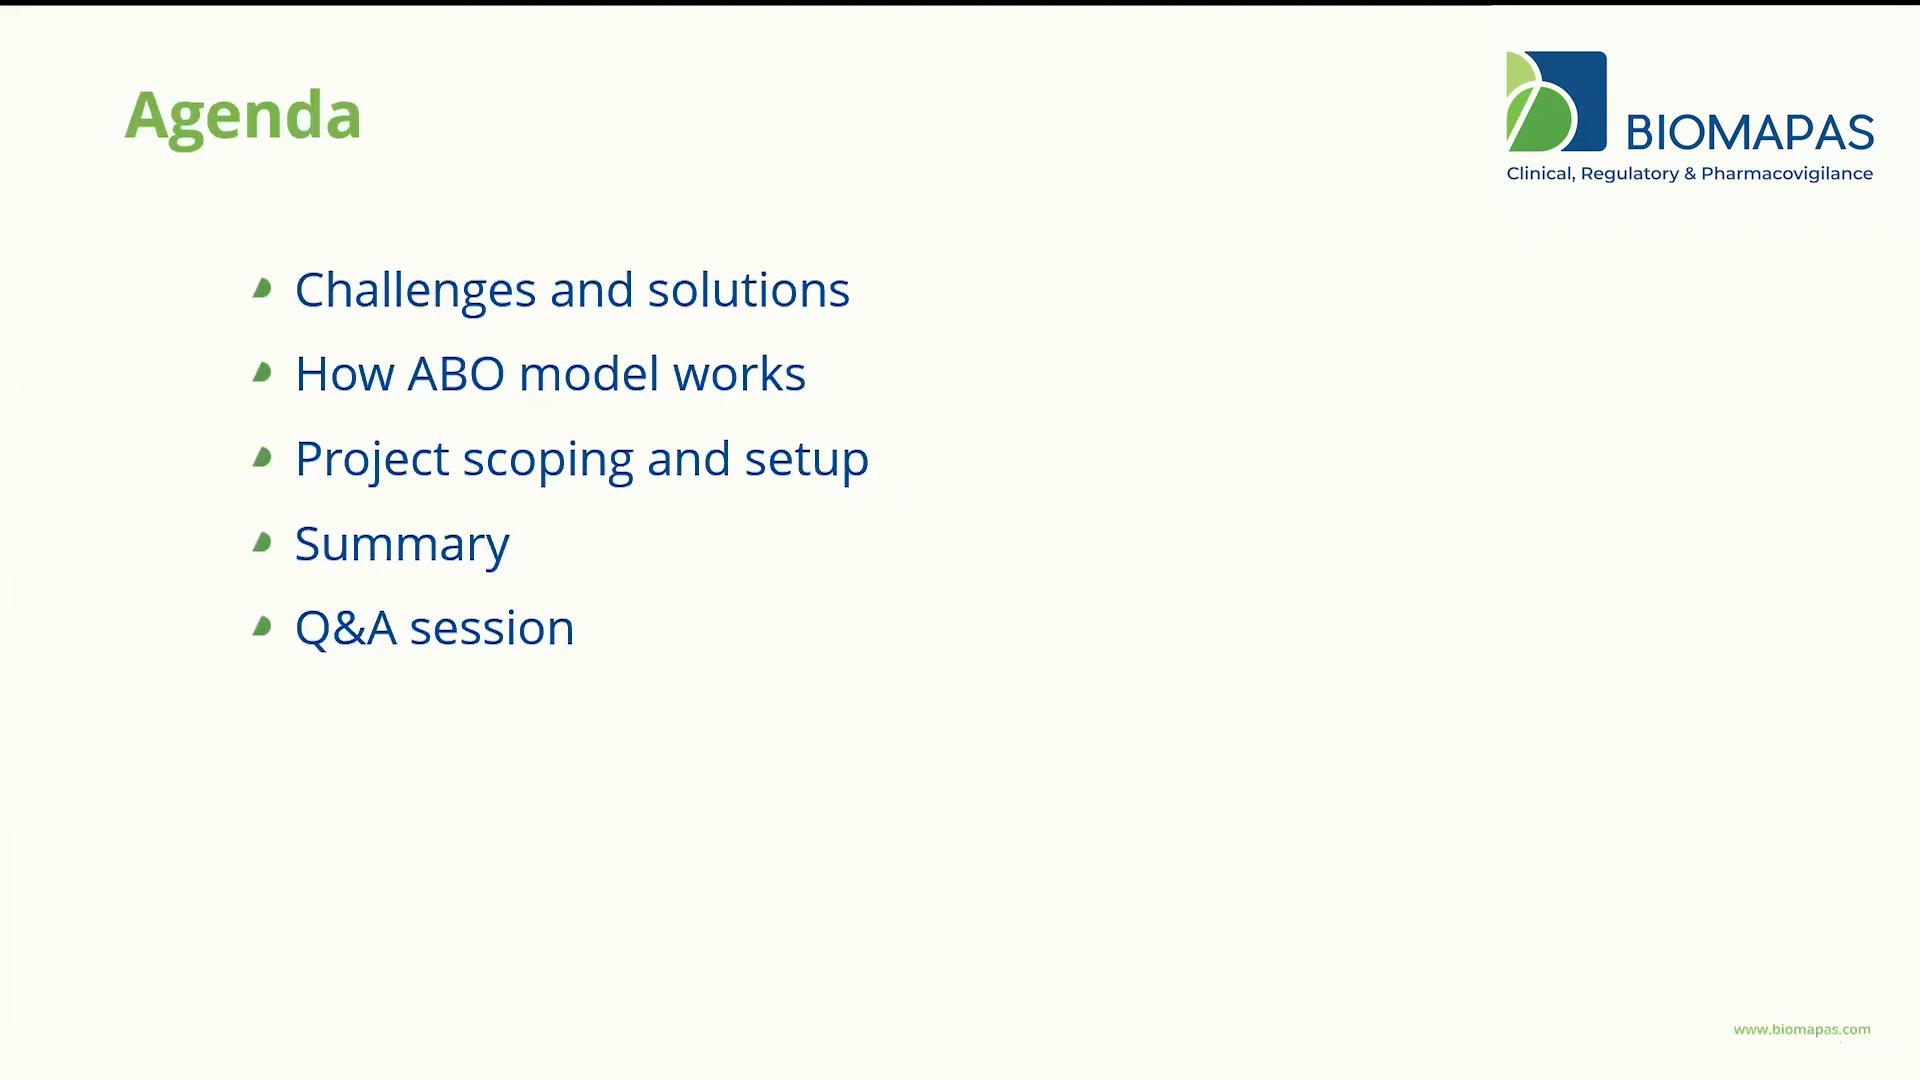 Agenda
BIOMAPAS
Clinical, Regulatory & Pharmacovigilance
Challenges and solutions
How ABO model works
Project scoping and setup
Summary
Q&A session
www.biomapas.com